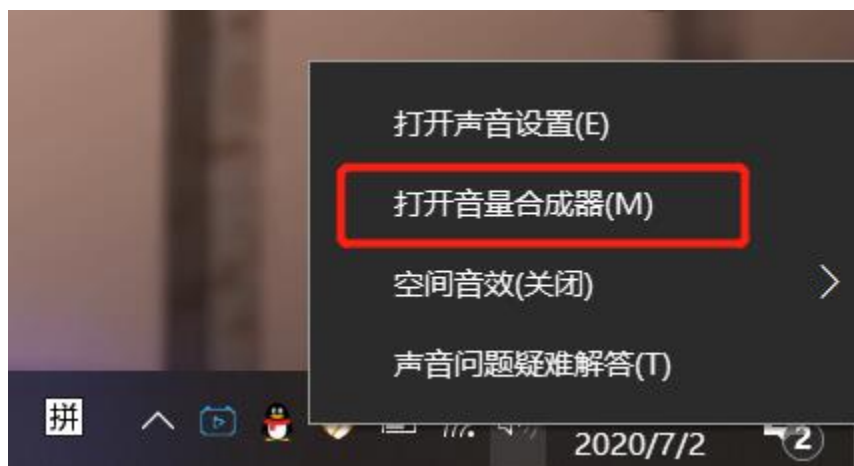 打开声音设置(E)
打开音量合成器(M)
空间音效(关闭)
声音问题疑难解答(T)
拼
2020/7/2
2